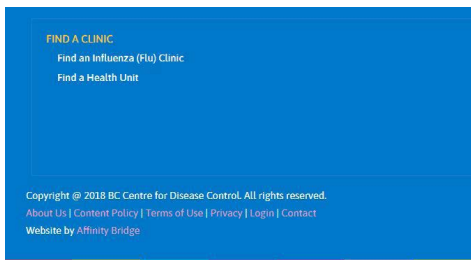 FIND A CLINIC
Find an Influenza (Flu) Clinic
Find a Health Unit
Copyright @ 2018 BC Centre for Disease Control. All rights reserved.
About Us | Content Policy | Terms of Use | Privacy | Login | Contact
Website by Affinity Bridge